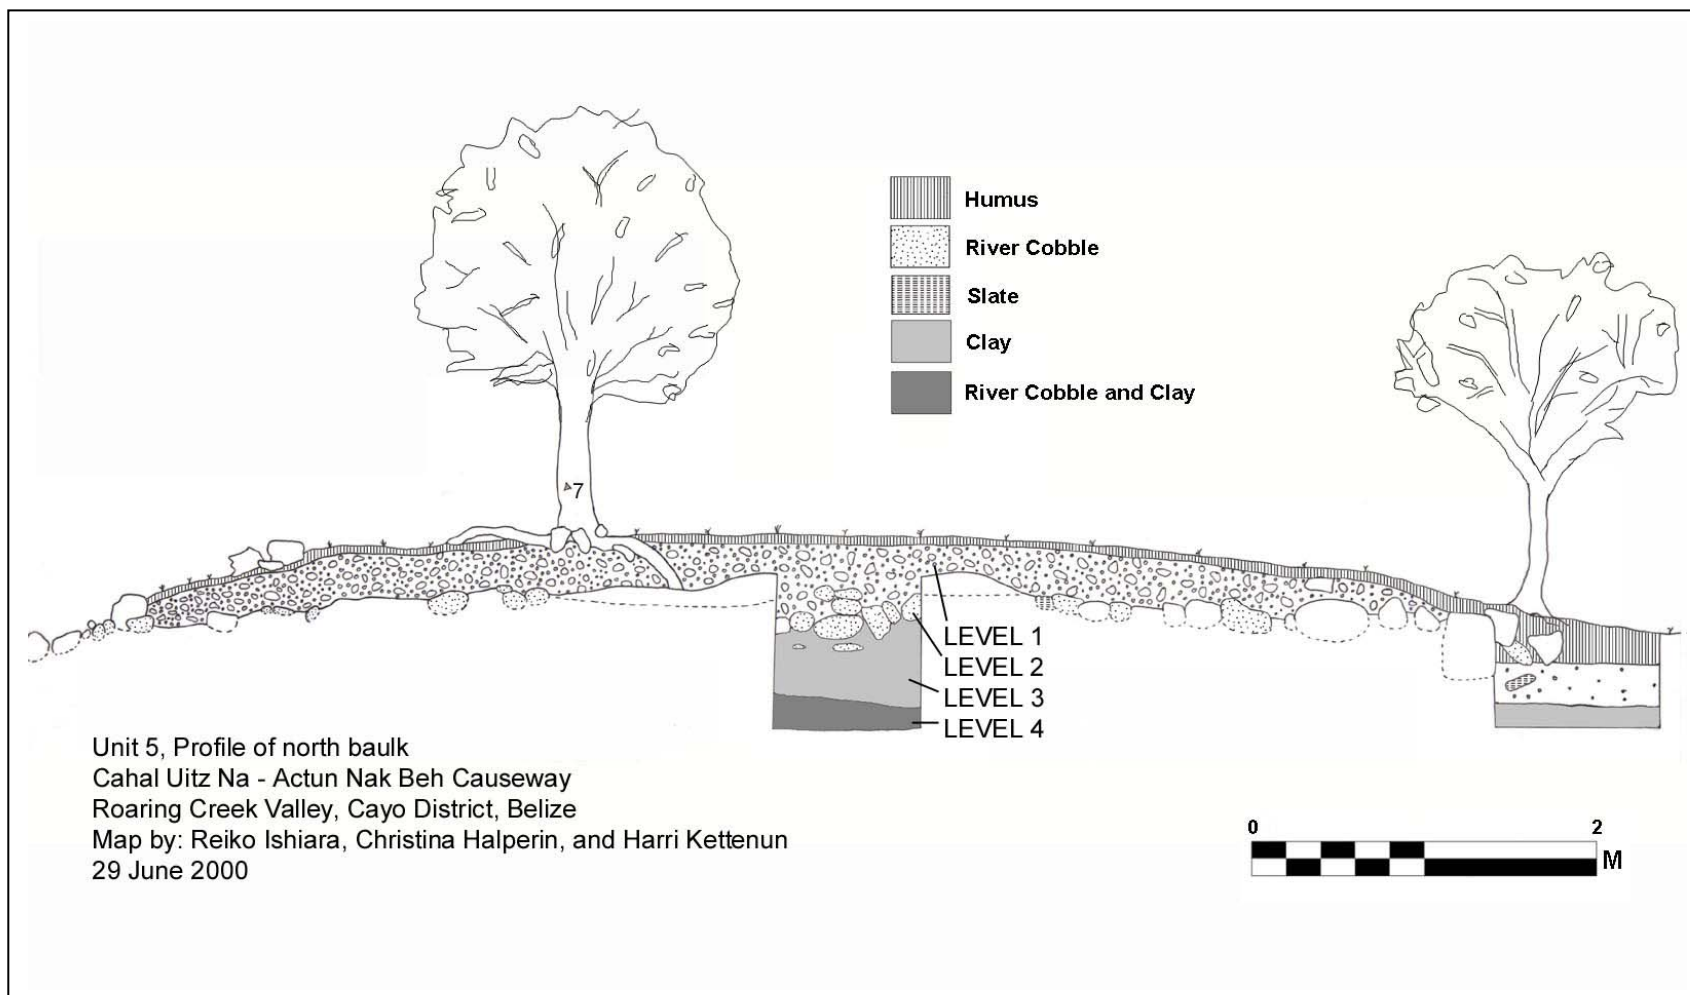 Humus
River Cobble
Slate
Clay
River Cobble and Clay
7
LEVEL 1
LEVEL 2
LEVEL 3
LEVEL 4
Unit 5, Profile of north baulk
Cahal Uitz Na - Actun Nak Beh Causeway
Roaring Creek Valley, Cayo District, Belize
Map by: Reiko Ishiara, Christina Halperin, and Harri Kettenun
29 June 2000
0 2
M